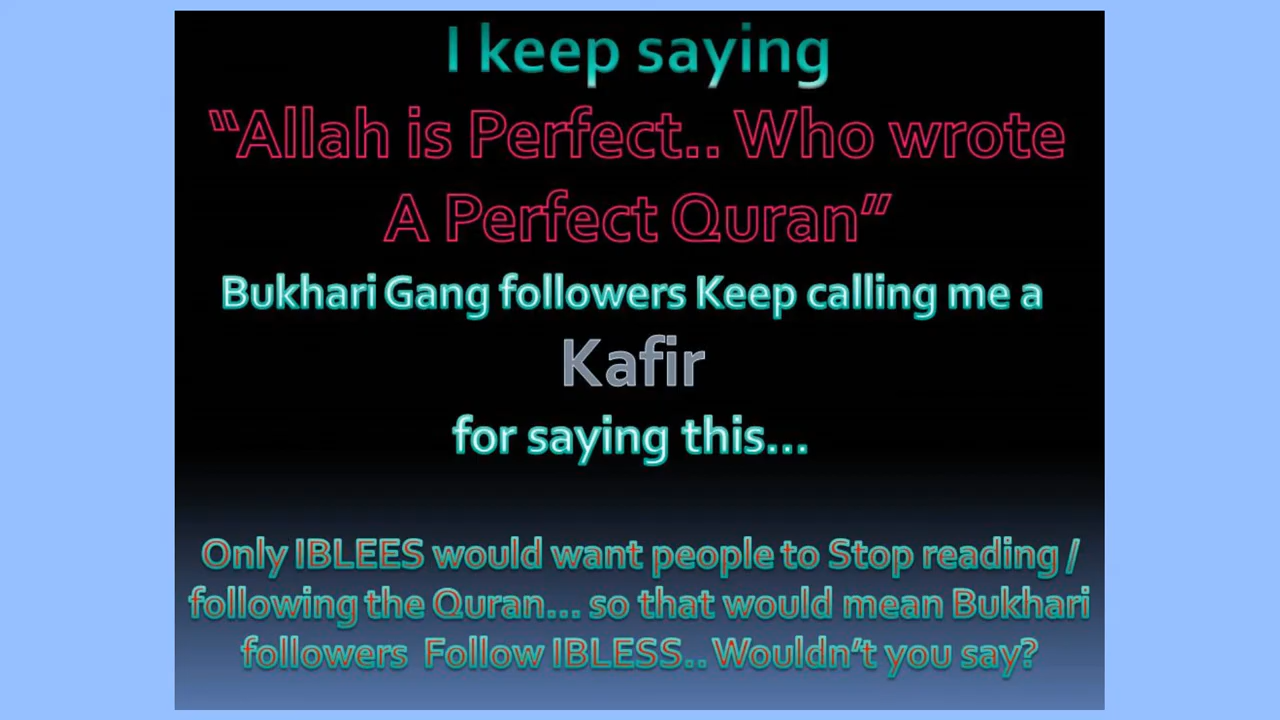 I keep saying
“Allah is Perfect.. Who wrote
A Perfect Quran”
Bukhari Gang followers Keep calling me a
Kafir
for saying this...
Only IBLEES would want people to Stop reading /
following the Quran... so that would mean Bukhari
followers Follow IBLESS.. Wouldn't you say?